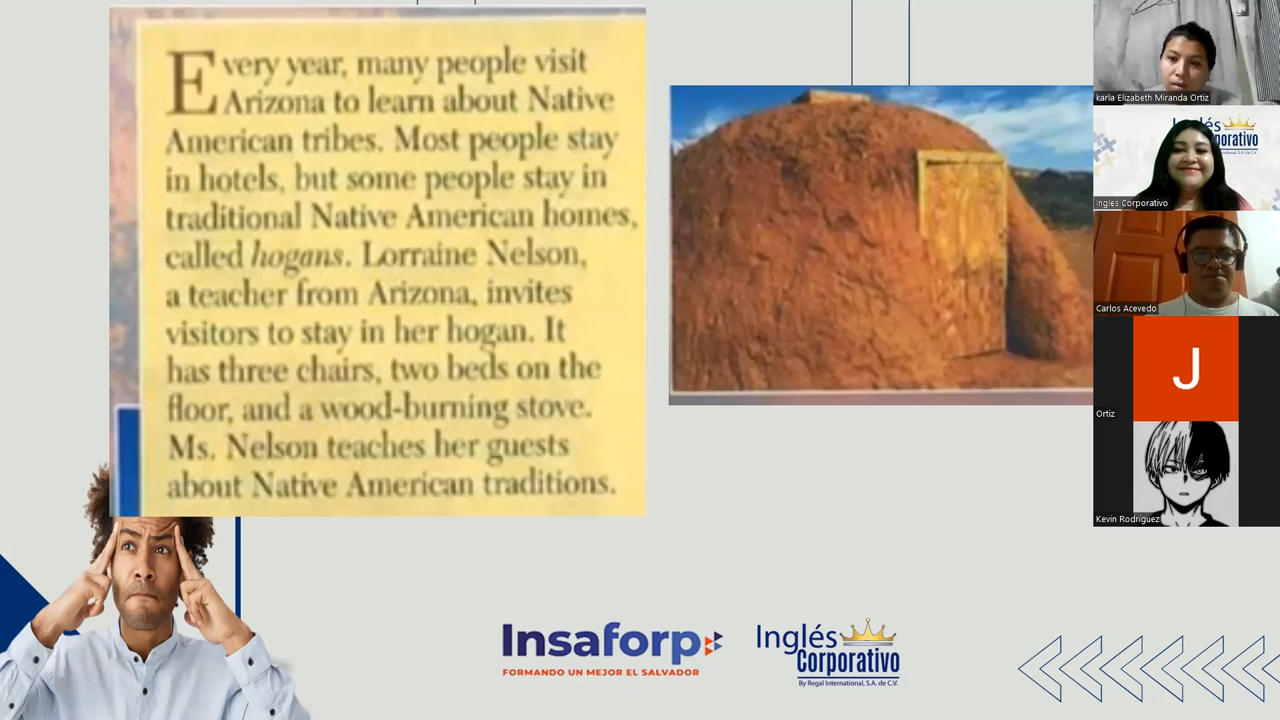 Every year, many people visit
Arizona to learn about Native
American tribes. Most people stay
in hotels, but some people stay in
traditional Native American homes,
called hogans. Lorraine Nelson,
a teacher from Arizona, invites
visitors to stay in her hogan. It
has three chairs, two beds on the
floor, and a wood-burning stove.
Ms. Nelson teaches her guests
about Native American traditions.
karla Elizabeth Miranda Ortiz
Inglés
Corporativo
Ingles Corporativo
Carlos Acevedo
J
Ortiz
Kevin Rodriguez
Insaforp
FORMANDO UN MEJOR EL SALVADOR
Inglés
Corporativo
By Regal International, S.A. de C.V.